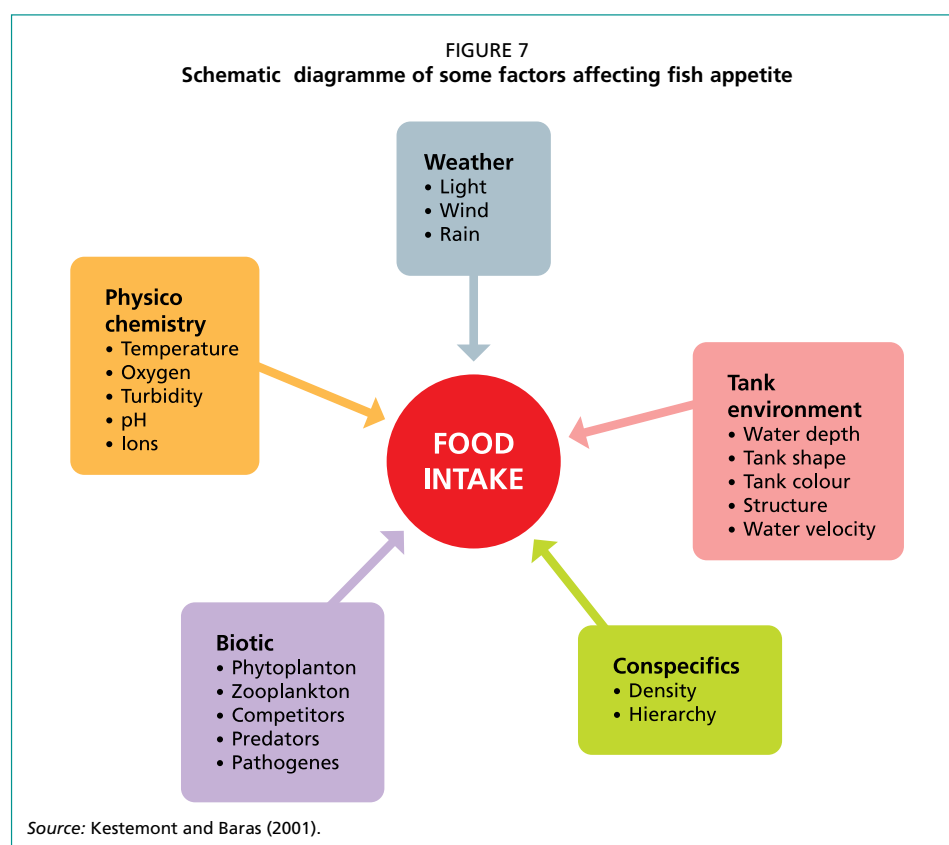 FIGURE 7
Schematic diagramme of some factors affecting fish appetite
Weather
• Light
• Wind
• Rain
Physico
chemistry
• Temperature
• Oxygen
• Turbidity
• pH
• Ions
Tank
environment
• Water depth
• Tank shape
• Tank colour
• Structure
• Water velocity
FOOD
INTAKE
Biotic
• Phytoplanton
• Zooplankton
• Competitors
• Predators
• Pathogenes
Conspecifics
• Density
• Hierarchy
Source: Kestemont and Baras (2001).